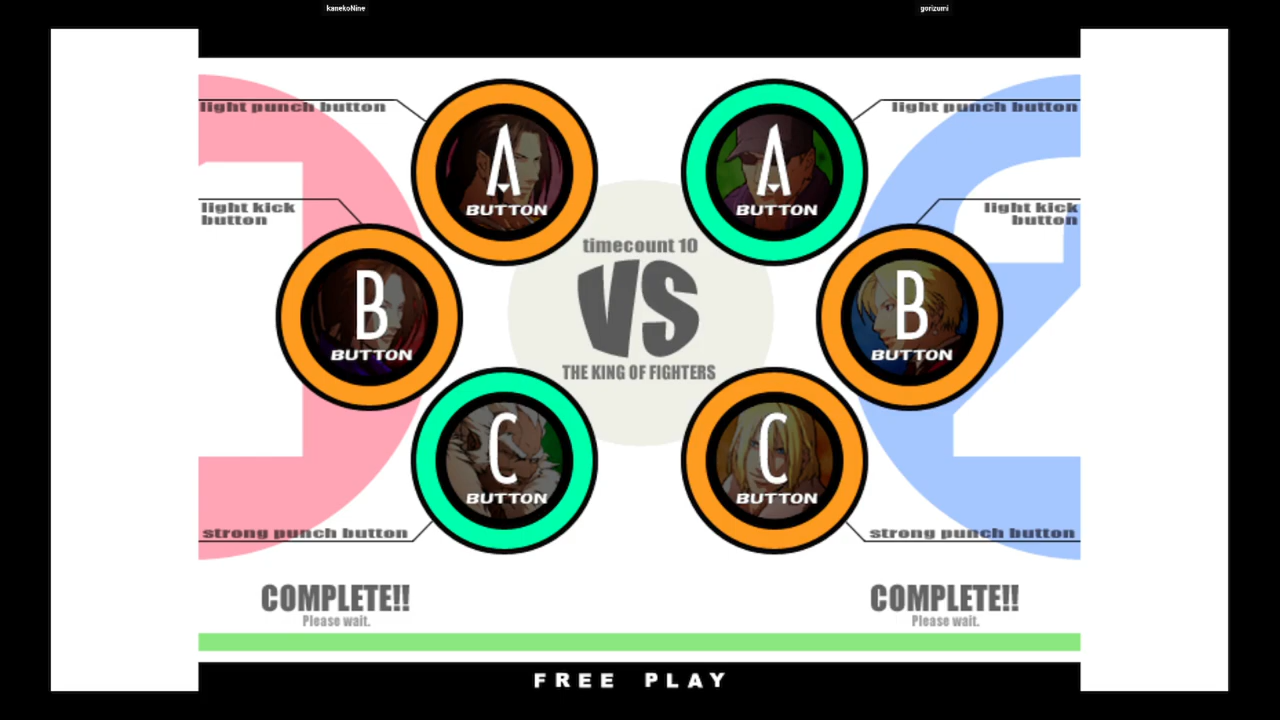 kanekoNine
gorizumi
light punch button
A
BUTTON
A
BUTTON
light punch button
light kick
button
light kick
button
timecount 10
VS
THE KING OF FIGHTERS
B
BUTTON
B
BUTTON
C
BUTTON
C
BUTTON
strong punch button
strong punch button
COMPLETE!!
Please wait.
COMPLETE!!
Please wait.
FREE PLAY